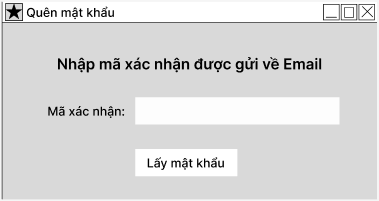 Quên mật khẩu
Nhập mã xác nhận được gửi về Email
Mã xác nhận:
Lấy mật khẩu